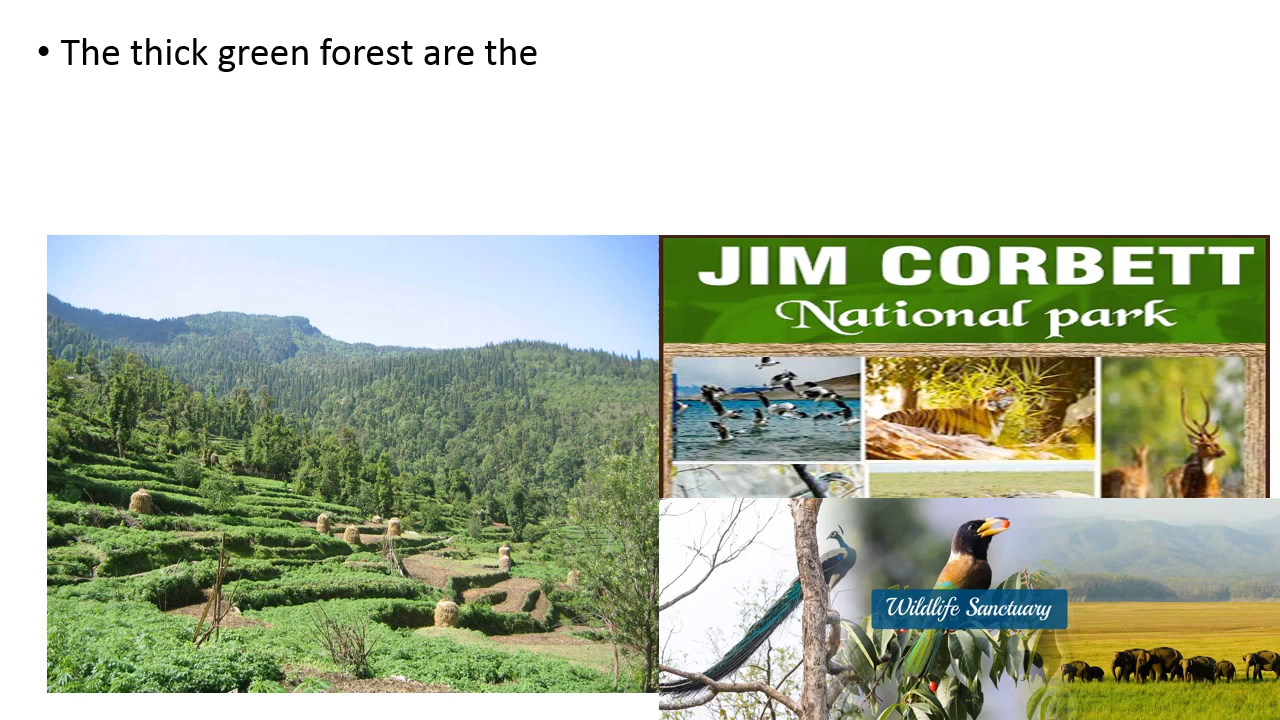 • The thick green forest are the
JIM CORBETT
National park
Wildlife Sanctuary